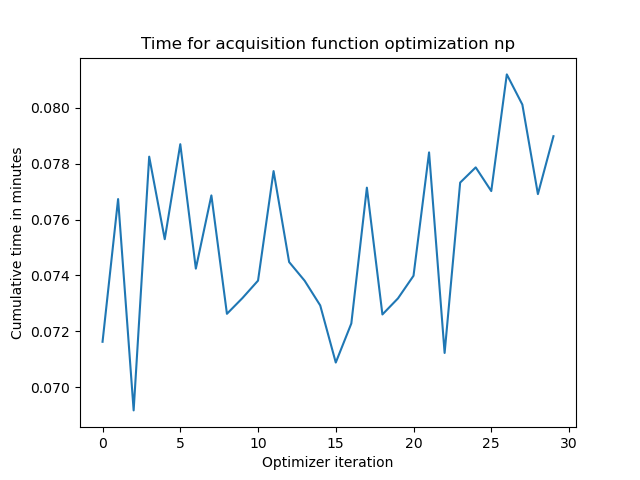 Time for acquisition function optimization np
0.080
0.078
0.076
0.074
0.072
0.070
Cumulative time in minutes
0 5 10 15 20 25 30
Optimizer iteration